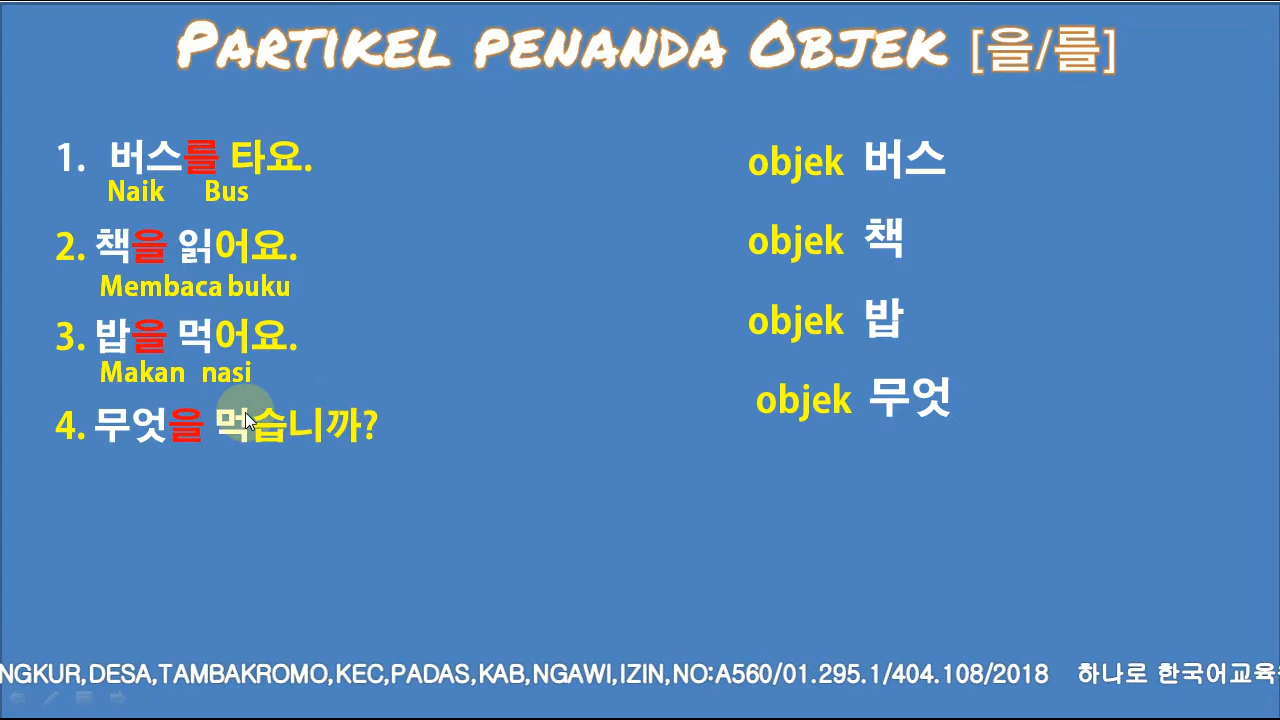 PARTIKEL PENANDA OBJEK [을/를]
1. 버스를 타요.
Naik Bus
objek 버스
2. 책을 읽어요.
Membaca buku
objek 책
3. 밥을 먹어요.
Makan nasi
objek 밥
4. 무엇을 먹습니까?
objek 무엇
NGKUR,DESA,TAMBAKROMO,KEC,PADAS,KAB,NGAWI,IZIN,NO:A560/01.295.1/404.108/2018 하나로 한국어교육